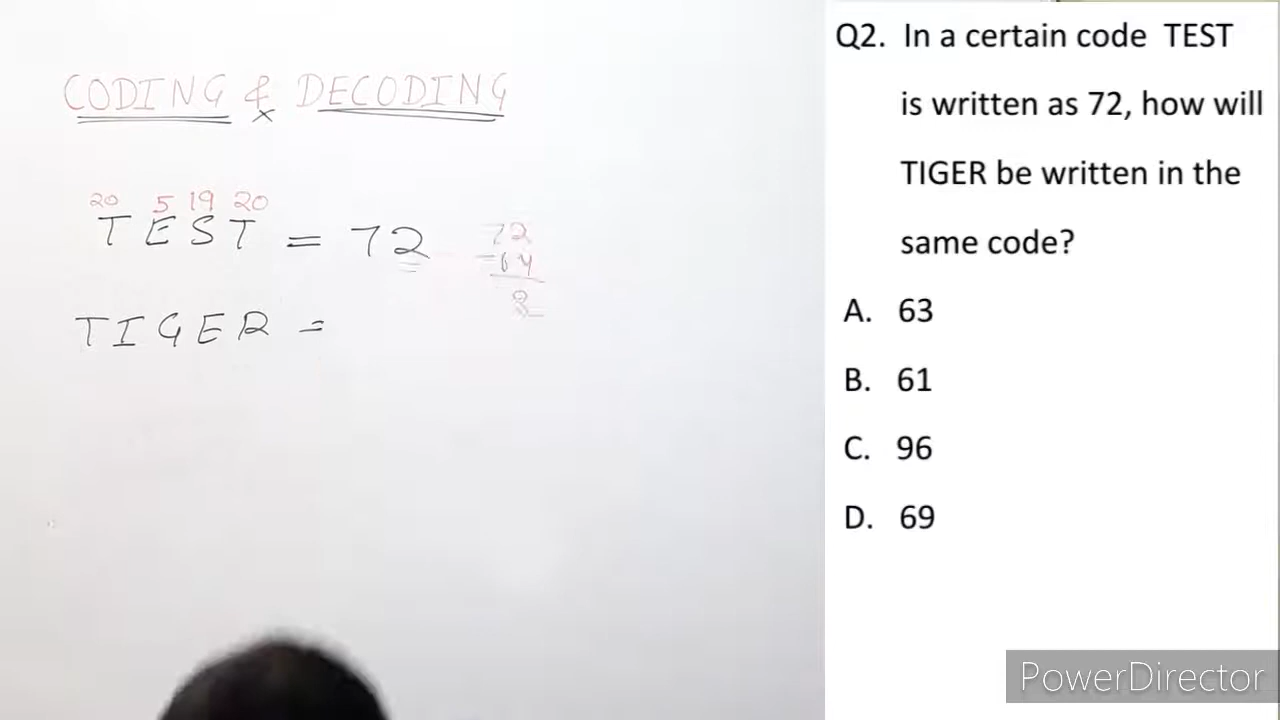 CODING & DECODING
20 5 19 20
TEST = 72
72
-64
8
TIGER =
Q2. In a certain code TEST
is written as 72, how will
TIGER be written in the
same code?
A. 63
B. 61
C. 96
D. 69
PowerDirector